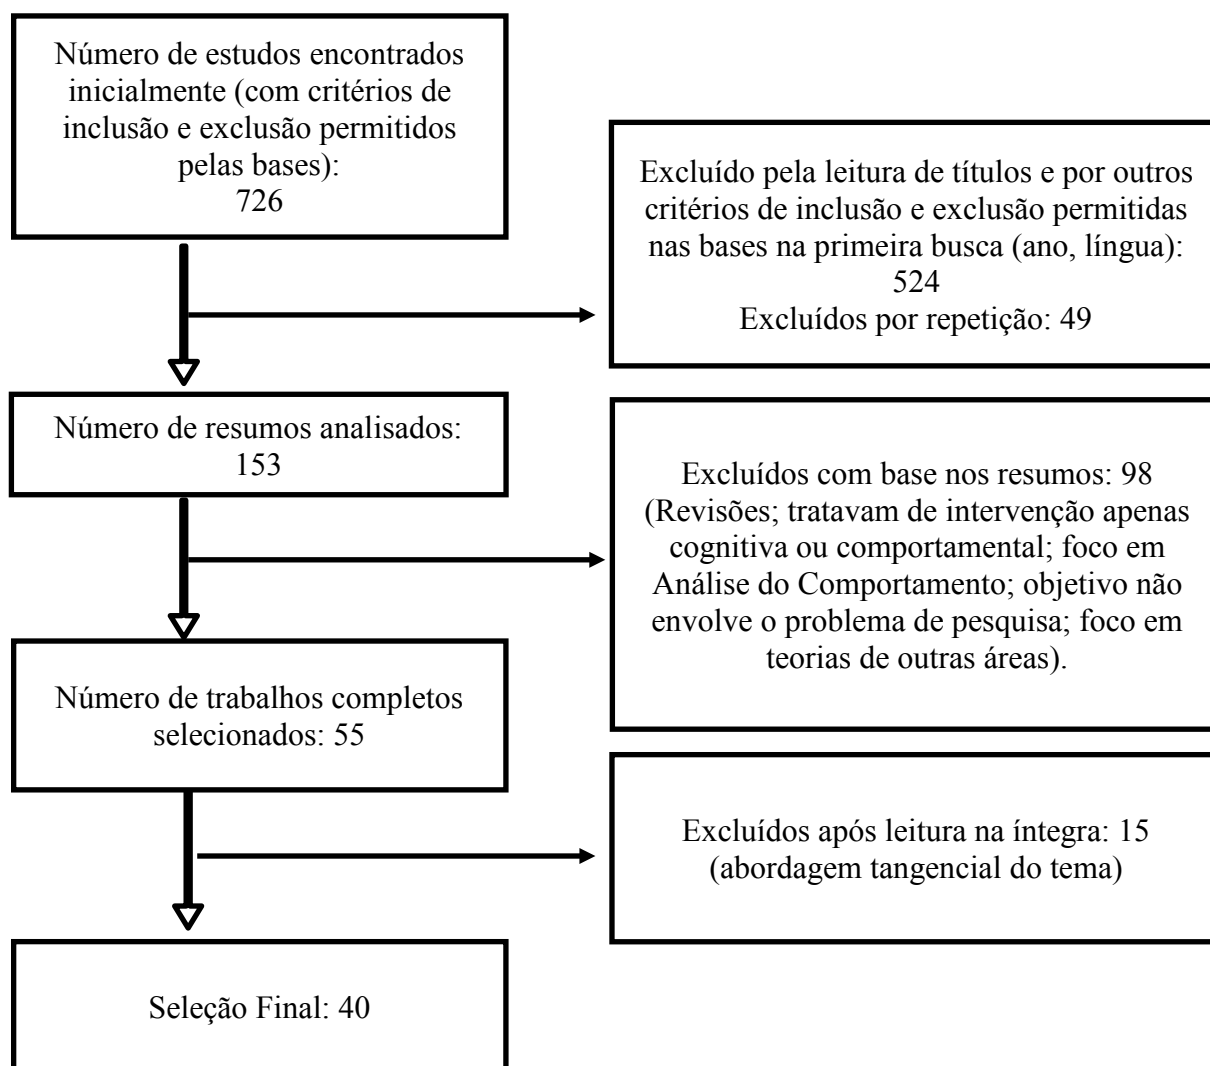 Número de estudos encontrados
inicialmente (com critérios de
inclusão e exclusão permitidos
pelas bases):
726
Excluído pela leitura de títulos e por outros
critérios de inclusão e exclusão permitidas
nas bases na primeira busca (ano, língua):
524
Excluídos por repetição: 49
Número de resumos analisados:
153
Excluídos com base nos resumos: 98
(Revisões; tratavam de intervenção apenas
cognitiva ou comportamental; foco em
Análise do Comportamento; objetivo não
envolve o problema de pesquisa; foco em
teorias de outras áreas).
Número de trabalhos completos
selecionados: 55
Excluídos após leitura na íntegra: 15
(abordagem tangencial do tema)
Seleção Final: 40